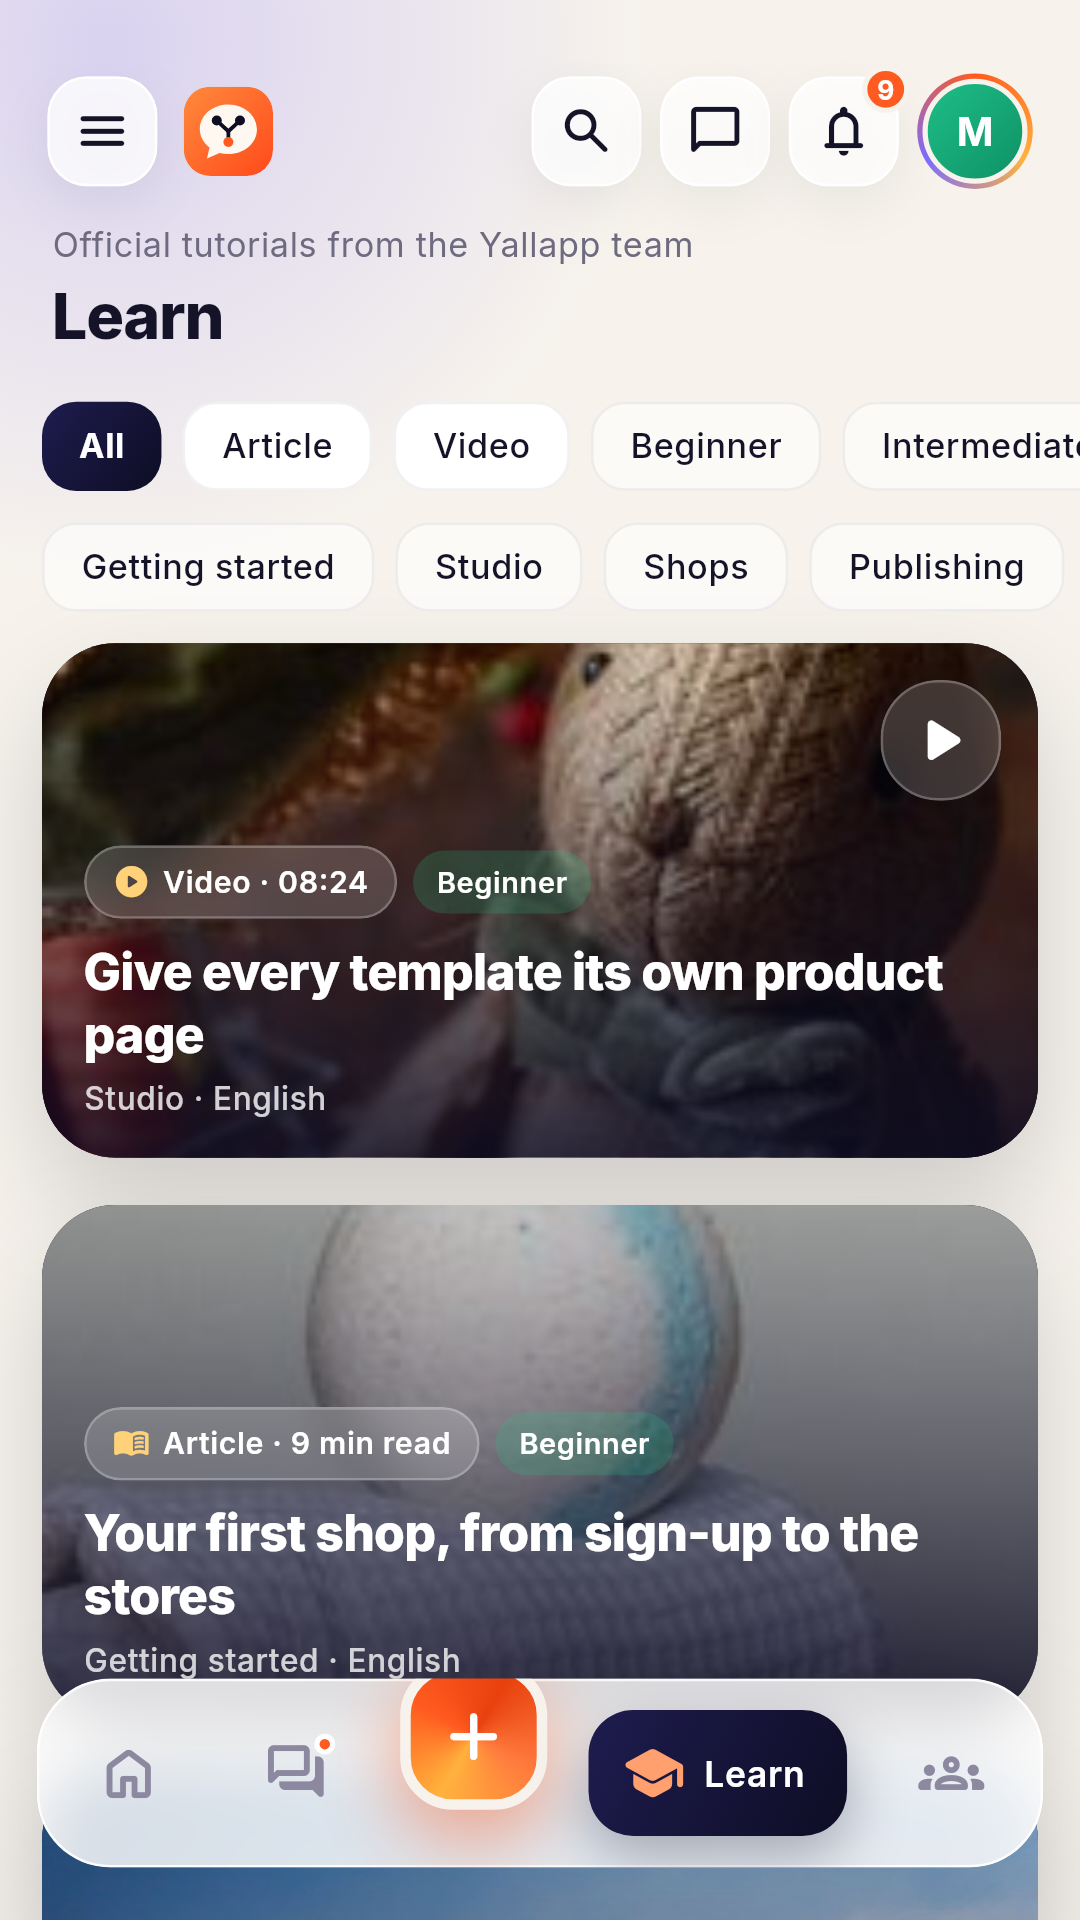 9
M
Official tutorials from the Yallapp team
Learn
All
Article
Video
Beginner
Intermediate
Getting started
Studio
Shops
Publishing
Video · 08:24
Beginner
Give every template its own product
page
Studio · English
Article · 9 min read
Beginner
Your first shop, from sign-up to the
stores
Getting started · English
Learn